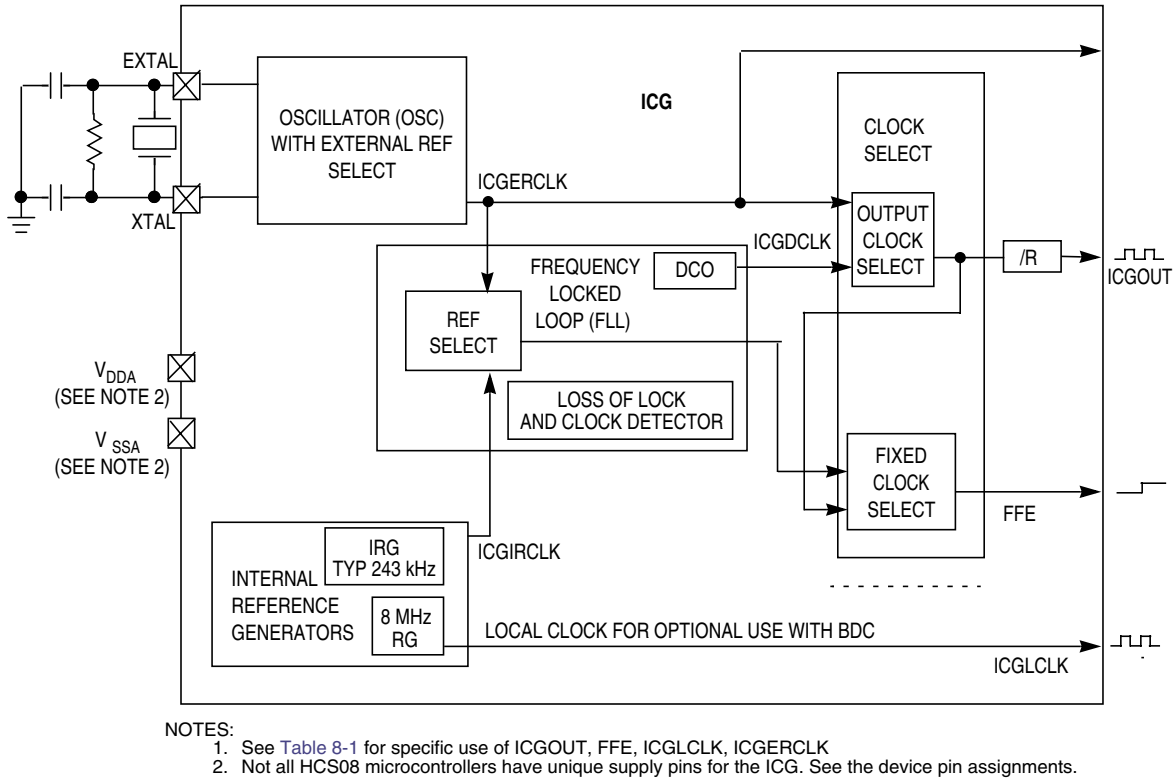 EXTAL
OSCILLATOR (OSC)
WITH EXTERNAL REF
SELECT
ICG
CLOCK
SELECT
ICGERCLK
XTAL
OUTPUT
CLOCK
SELECT
ICGDCLK
/R
ICGOUT
FREQUENCY
LOCKED
LOOP (FLL)
DCO
REF
SELECT
LOSS OF LOCK
AND CLOCK DETECTOR
VDDA
(SEE NOTE 2)
V SSA
(SEE NOTE 2)
FIXED
CLOCK
SELECT
FFE
ICGIRCLK
IRG
TYP 243 kHz
INTERNAL
REFERENCE
GENERATORS
8 MHz
RG
LOCAL CLOCK FOR OPTIONAL USE WITH BDC
ICGLCLK
NOTES:
1. See Table 8-1 for specific use of ICGOUT, FFE, ICGLCLK, ICGERCLK
2. Not all HCS08 microcontrollers have unique supply pins for the ICG. See the device pin assignments.